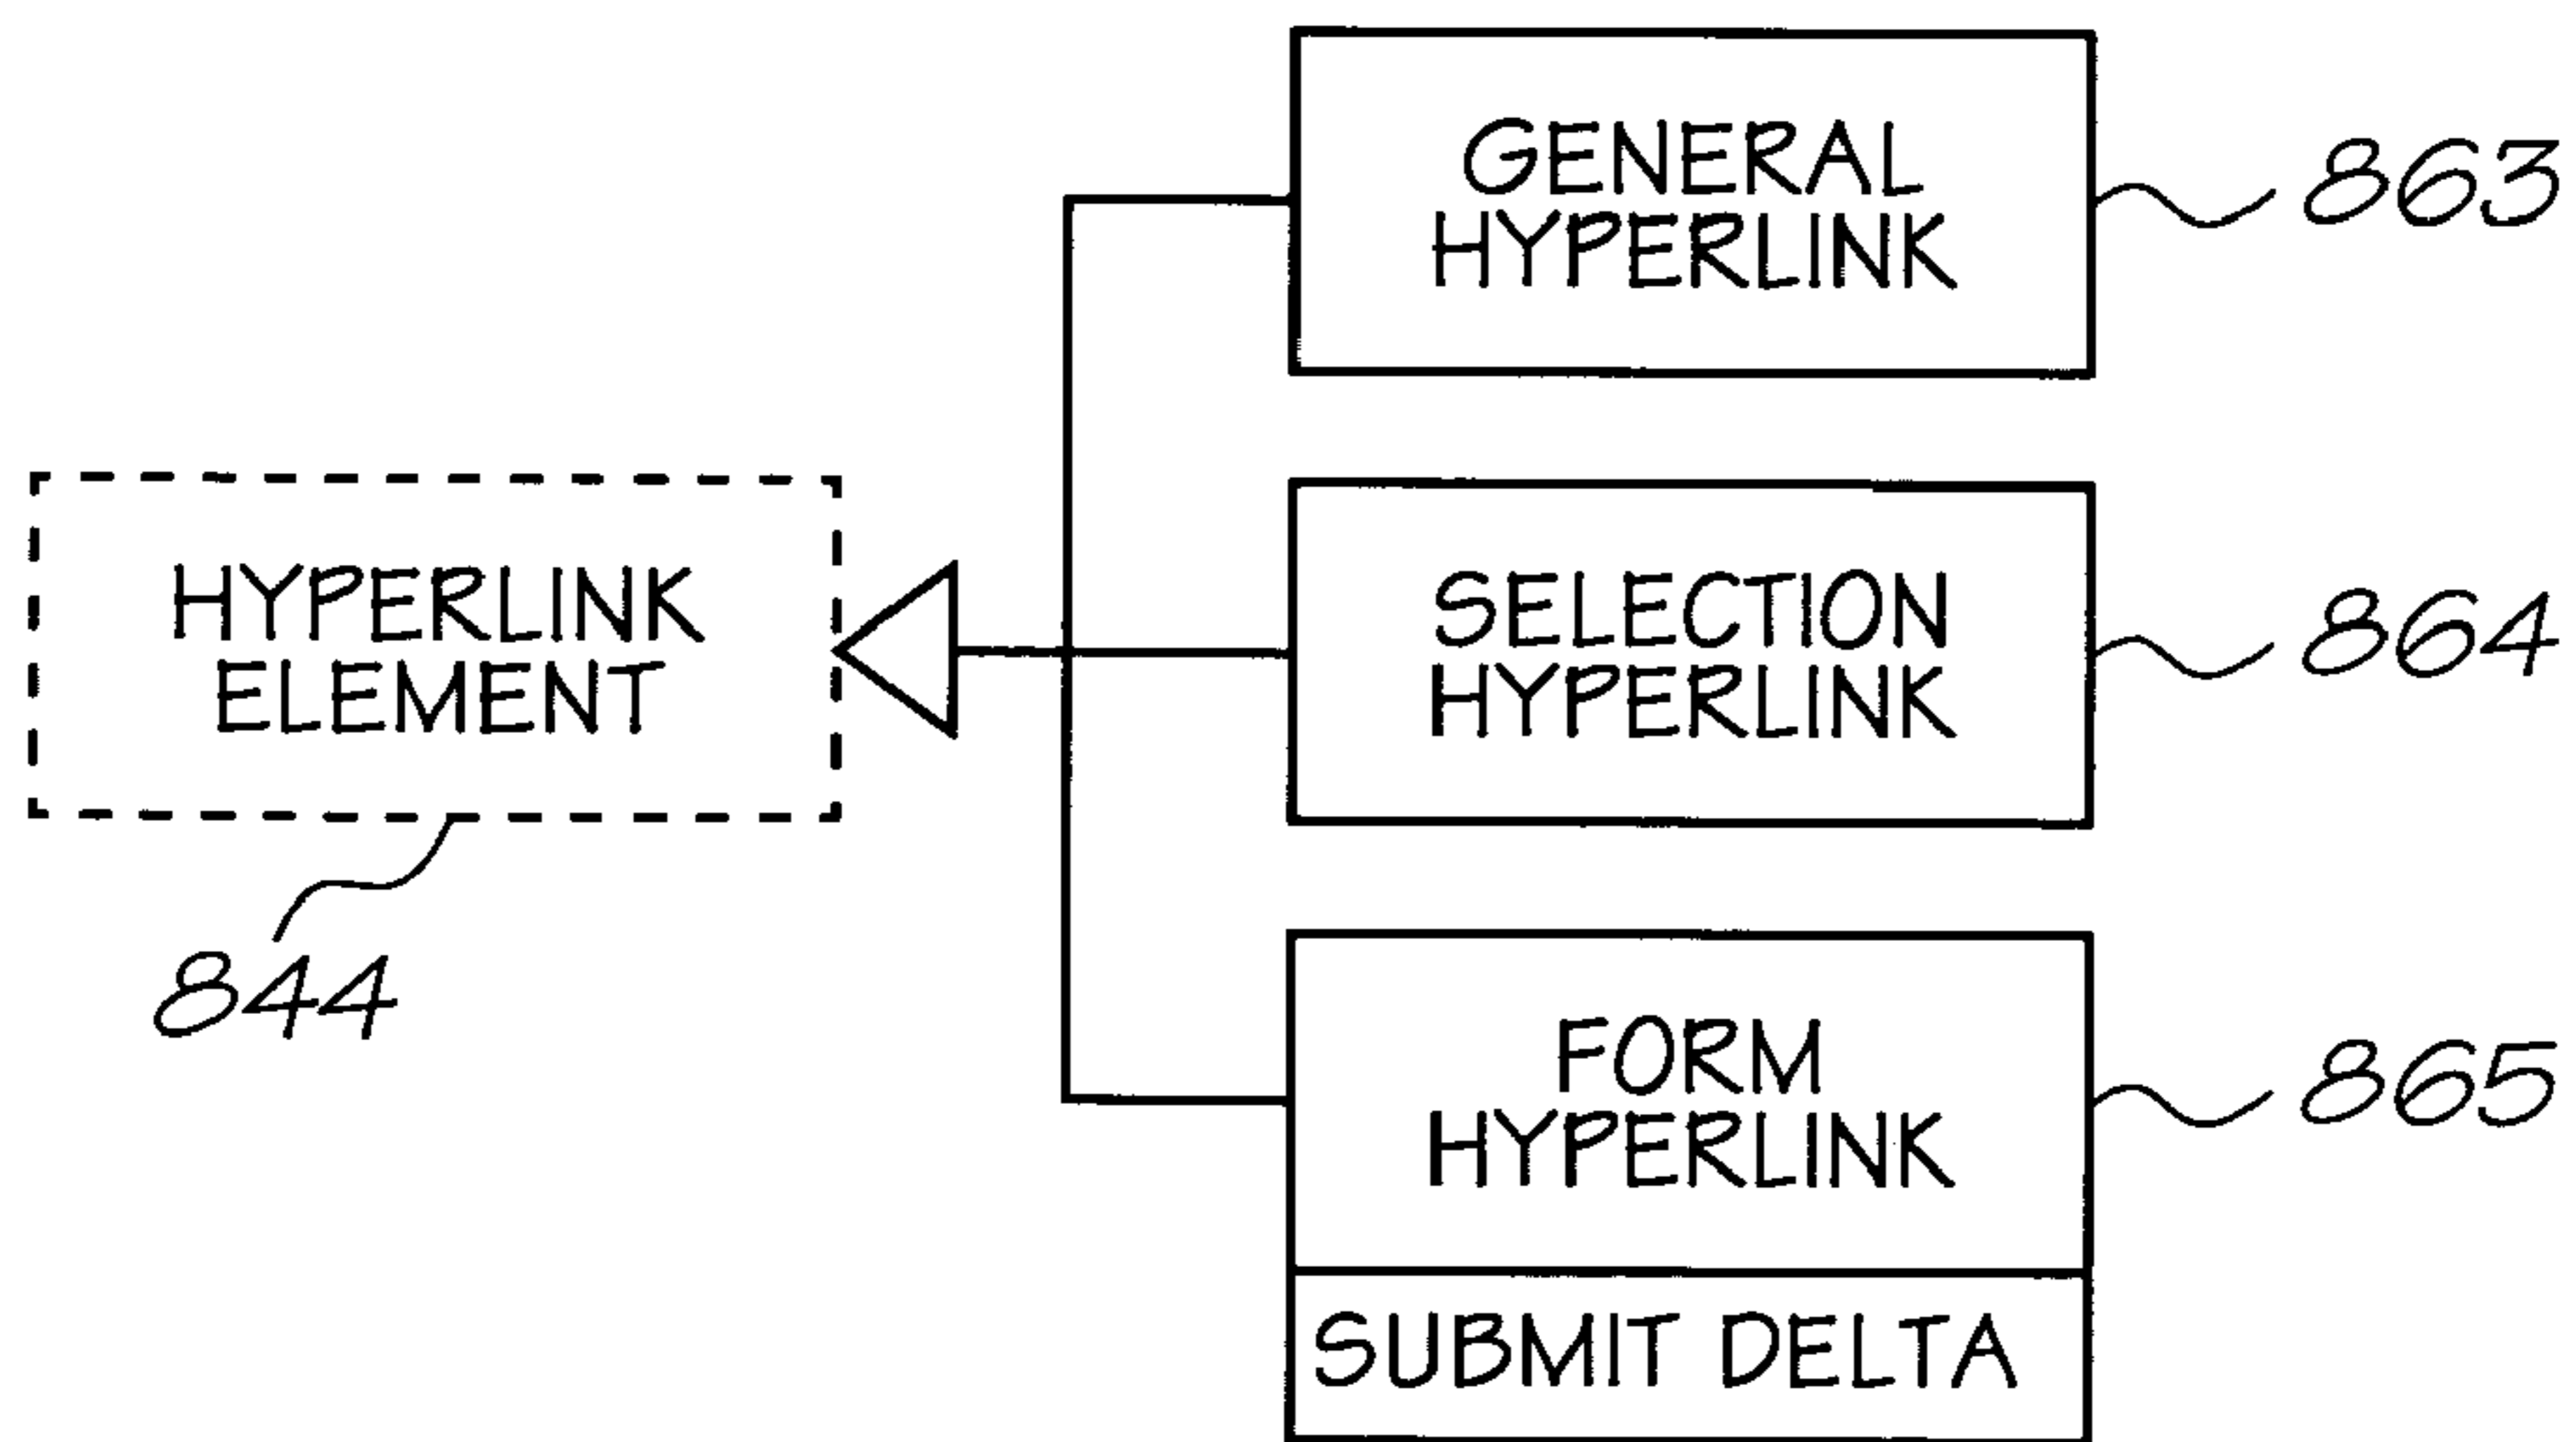 GENERAL
HYPERLINK
863
HYPERLINK
ELEMENT
844
SELECTION
HYPERLINK
864
FORM
HYPERLINK
865
SUBMIT DELTA